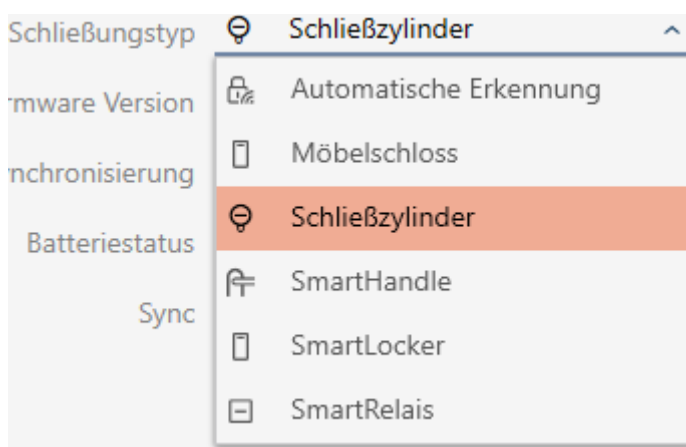 Schließungstyp Schließzylinder
Automatische Erkennung
rmware Version
Möbelschloss
nchronisierung
Schließzylinder
Batteriestatus
SmartHandle
Sync
SmartLocker
SmartRelais